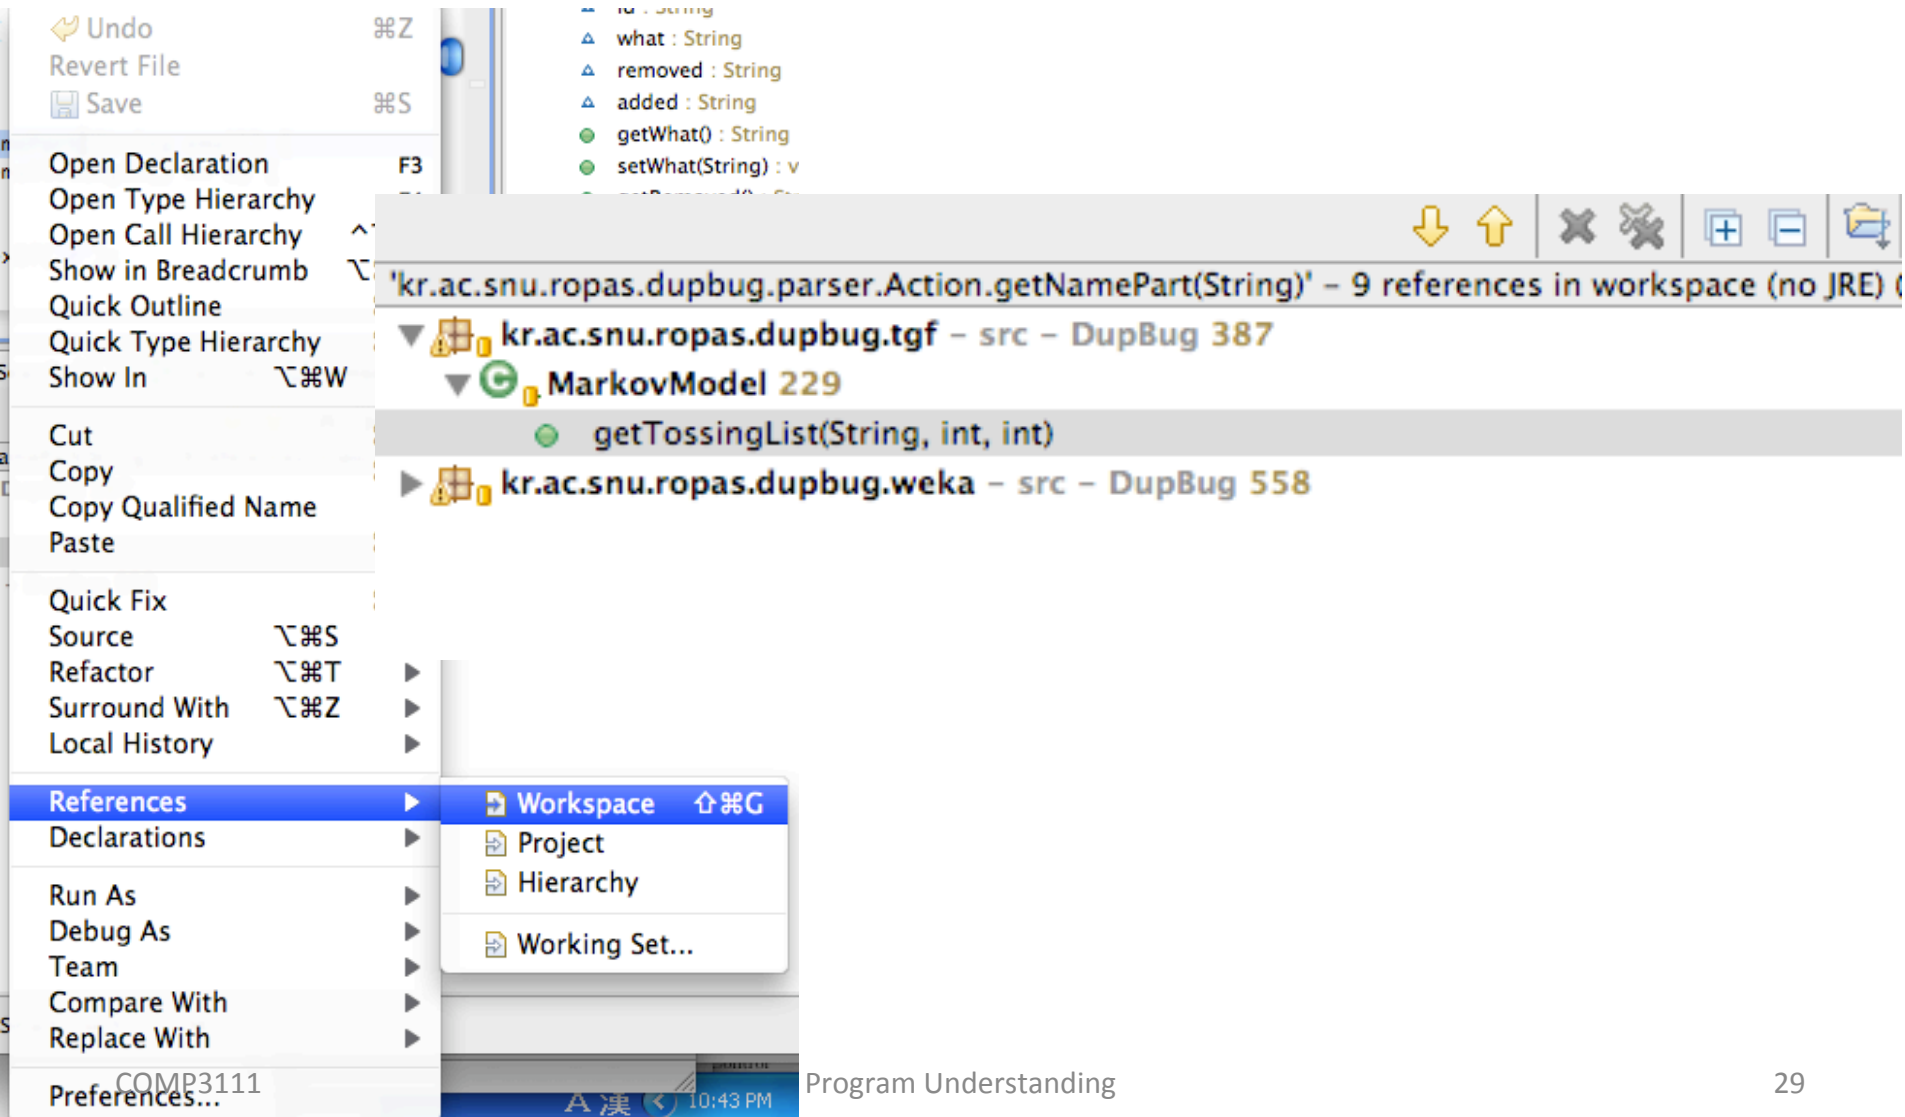 Undo ⌘Z
Revert File
Save ⌘S
Open Declaration F3
Open Type Hierarchy
Open Call Hierarchy
Show in Breadcrumb
Quick Outline
Quick Type Hierarchy
Show In ⌥⌘W
Cut
Copy
Copy Qualified Name
Paste
Quick Fix
Source ⌥⌘S
Refactor ⌥⌘T
Surround With ⌥⌘Z
Local History
References
Declarations
Run As
Debug As
Team
Compare With
Replace With
Preferences...
Workspace ⇧⌘G
Project
Hierarchy
Working Set...
what : String
removed : String
added : String
getWhat() : String
setWhat(String) : v
'kr.ac.snu.ropas.dupbug.parser.Action.getNamePart(String)' – 9 references in workspace (no JRE) (
kr.ac.snu.ropas.dupbug.tgf – src – DupBug 387
MarkovModel 229
getTossingList(String, int, int)
kr.ac.snu.ropas.dupbug.weka – src – DupBug 558
A 漢 10:43 PM
COMP3111
Program Understanding
29